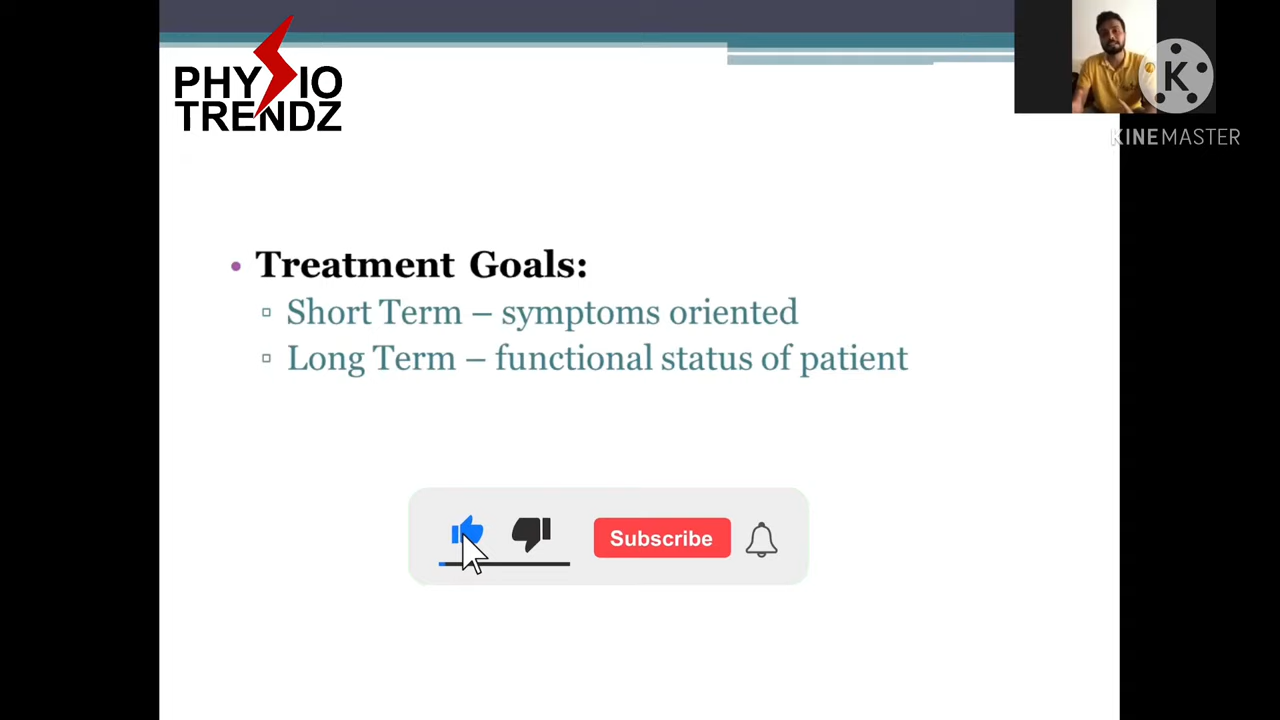 PHYSIO
TRENDZ
K
KINEMASTER
• Treatment Goals:
▫ Short Term – symptoms oriented
▫ Long Term – functional status of patient
Subscribe